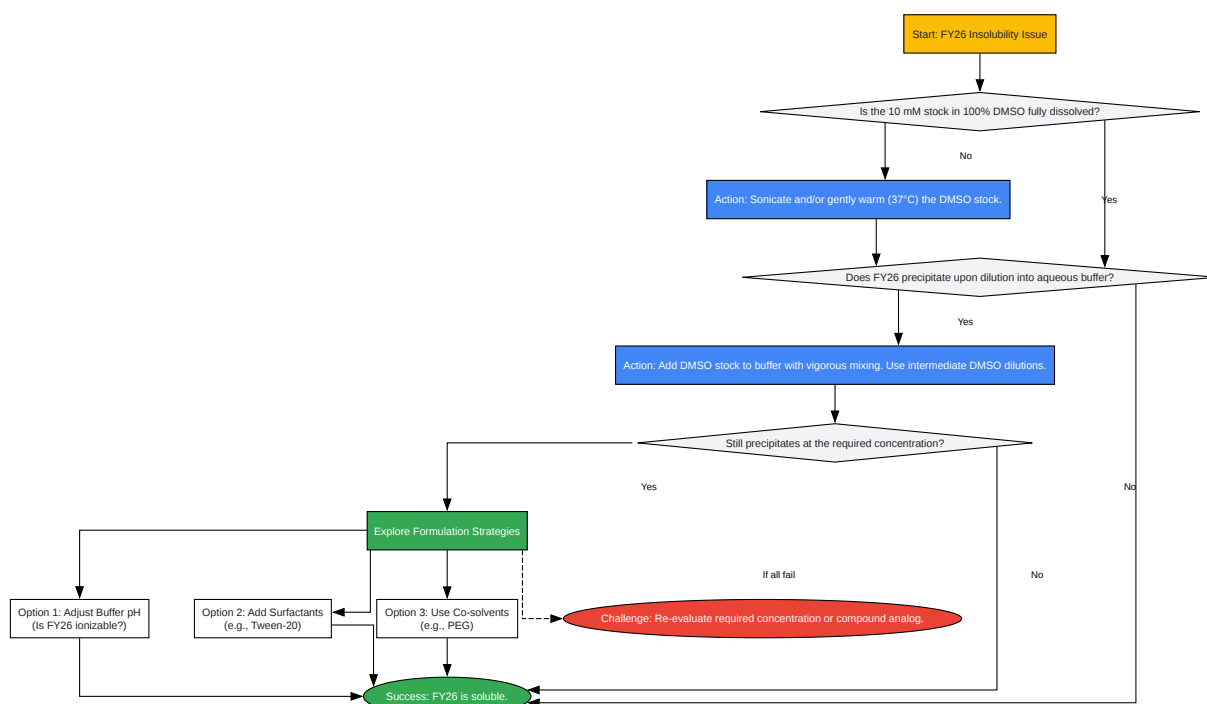 Start: FY26 Insolubility Issue
Is the 10 mM stock in 100% DMSO fully dissolved?
No
Action: Sonicate and/or gently warm (37°C) the DMSO stock.
Yes
Does FY26 precipitate upon dilution into aqueous buffer?
Yes
Action: Add DMSO stock to buffer with vigorous mixing. Use intermediate DMSO dilutions.
Still precipitates at the required concentration?
Yes
No
Explore Formulation Strategies
If all fail
No
Option 1: Adjust Buffer pH
(Is FY26 ionizable?)
Option 2: Add Surfactants
(e.g., Tween-20)
Option 3: Use Co-solvents
(e.g., PEG)
Challenge: Re-evaluate required concentration or compound analog.
Success: FY26 is soluble.